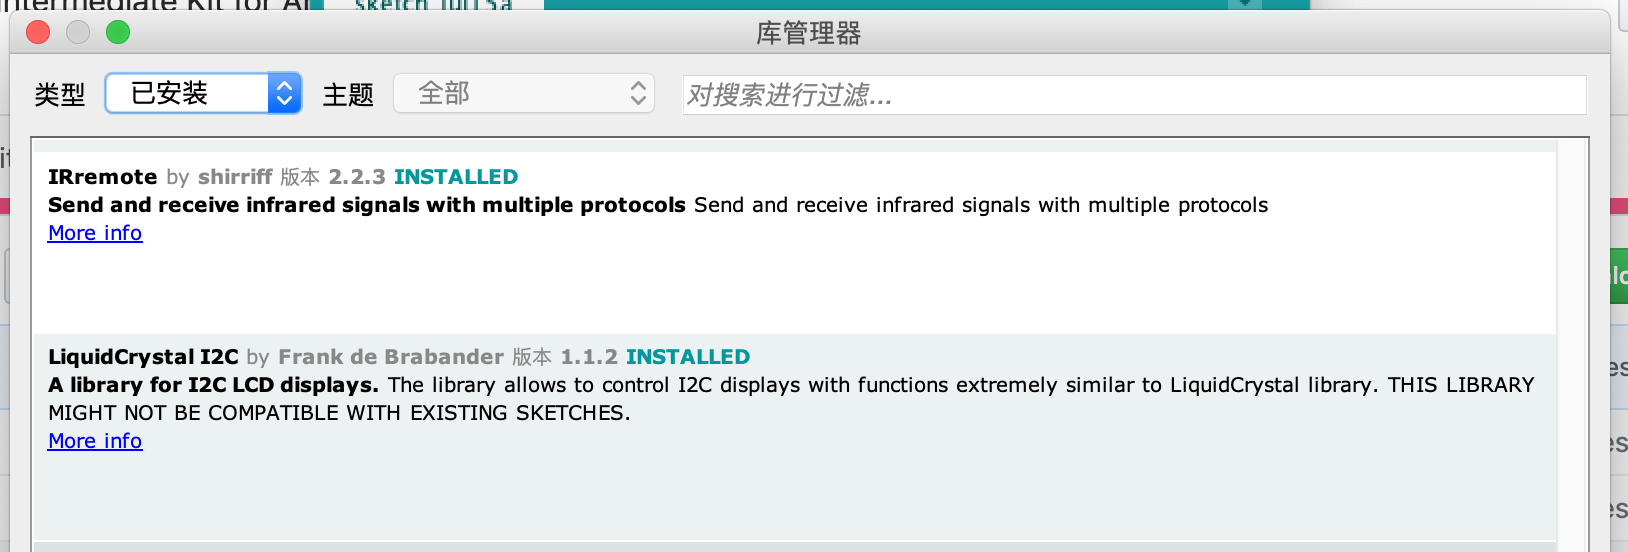 ntermediate Kit for Ar
库管理器
类型 已安装 主题 全部 对搜索进行过滤...
IRremote by shirriff 版本 2.2.3 INSTALLED
Send and receive infrared signals with multiple protocols Send and receive infrared signals with multiple protocols
More info
LiquidCrystal I2C by Frank de Brabander 版本 1.1.2 INSTALLED
A library for I2C LCD displays. The library allows to control I2C displays with functions extremely similar to LiquidCrystal library. THIS LIBRARY
MIGHT NOT BE COMPATIBLE WITH EXISTING SKETCHES.
More info